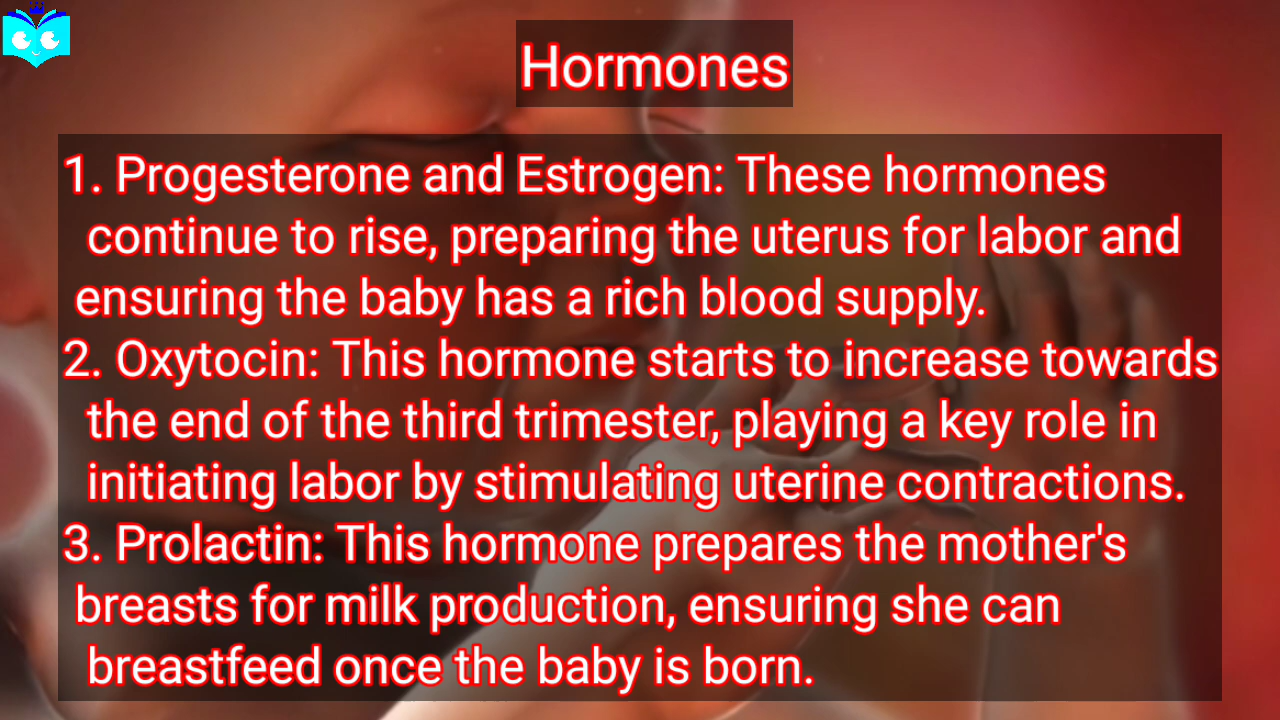 Hormones
1. Progesterone and Estrogen: These hormones
continue to rise, preparing the uterus for labor and
ensuring the baby has a rich blood supply.
2. Oxytocin: This hormone starts to increase towards
the end of the third trimester, playing a key role in
initiating labor by stimulating uterine contractions.
3. Prolactin: This hormone prepares the mother's
breasts for milk production, ensuring she can
breastfeed once the baby is born.